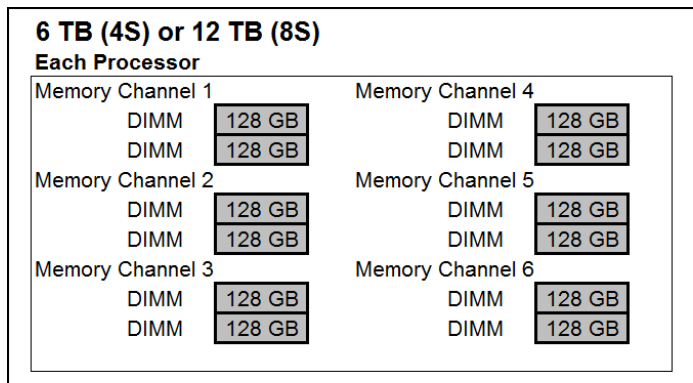 6 TB (4S) or 12 TB (8S)
Each Processor
Memory Channel 1
DIMM 128 GB
DIMM 128 GB
Memory Channel 2
DIMM 128 GB
DIMM 128 GB
Memory Channel 3
DIMM 128 GB
DIMM 128 GB
Memory Channel 4
DIMM 128 GB
DIMM 128 GB
Memory Channel 5
DIMM 128 GB
DIMM 128 GB
Memory Channel 6
DIMM 128 GB
DIMM 128 GB